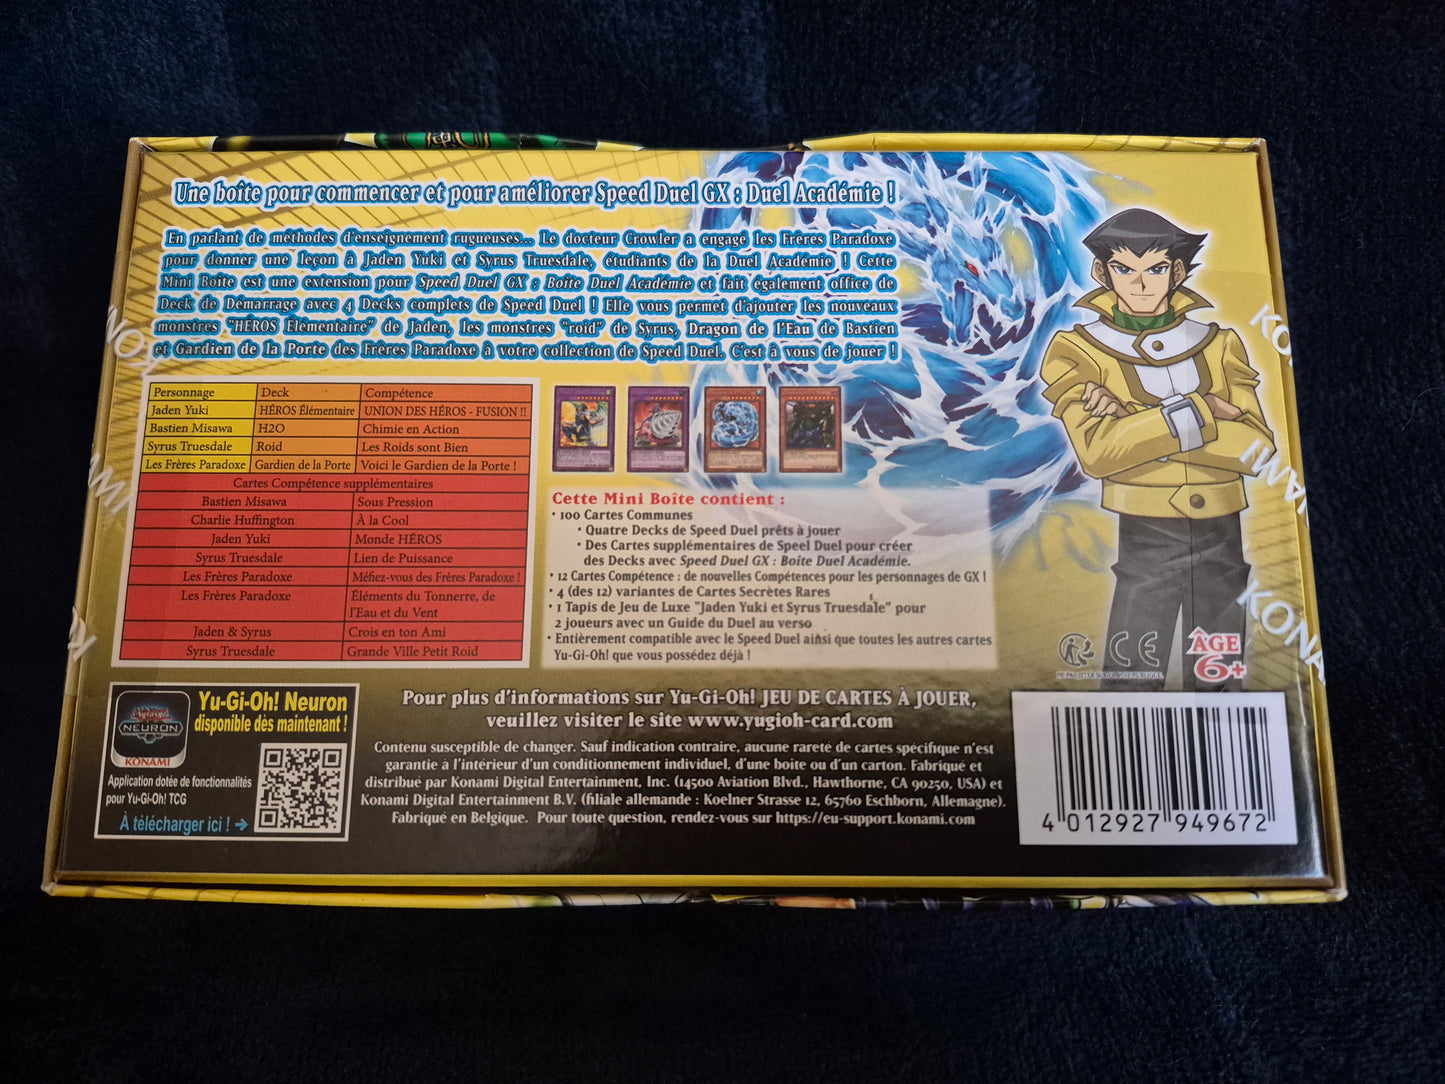 Une boîte pour commencer et pour améliorer Speed Duel GX : Duel Académie !
En parlant de méthodes d'enseignement rugueuses... Le docteur Crowler a engagé les Frères Paradoxe
pour donner une leçon à Jaden Yuki et Syrus Truesdale, étudiants de la Duel Académie ! Cette
Mini Boîte est une extension pour Speed Duel GX : Boîte Duel Académie et fait également office de
Deck de Démarrage avec 4 Decks complets de Speed Duel ! Elle vous permet d'ajouter les nouveaux
monstres "HÉROS Élémentaire" de Jaden, les monstres "roid" de Syrus, Dragon de l'Eau de Bastien
et Gardien de la Porte des Frères Paradoxe à votre collection de Speed Duel. C'est à vous de jouer !
Personnage Deck Compétence
Jaden Yuki HÉROS Élémentaire UNION DES HÉROS - FUSION !!
Bastien Misawa H2O Chimie en Action
Syrus Truesdale Roid Les Roids sont Bien
Les Frères Paradoxe Gardien de la Porte Voici le Gardien de la Porte !
Cartes Compétence supplémentaires
Bastien Misawa Sous Pression
Charlie Huffington À la Cool
Jaden Yuki Monde HÉROS
Syrus Truesdale Lien de Puissance
Les Frères Paradoxe Méfiez-vous des Frères Paradoxe !
Les Frères Paradoxe Éléments du Tonnerre, de
l'Eau et du Vent
Jaden & Syrus Crois en ton Ami
Syrus Truesdale Grande Ville Petit Roid
Cette Mini Boîte contient :
• 100 Cartes Communes
• Quatre Decks de Speed Duel prêts à jouer
• Des Cartes supplémentaires de Speel Duel pour créer
des Decks avec Speed Duel GX : Boîte Duel Académie.
• 12 Cartes Compétence : de nouvelles Compétences pour les personnages de GX !
• 4 (des 12) variantes de Cartes Secrètes Rares
• 1 Tapis de Jeu de Luxe "Jaden Yuki et Syrus Truesdale" pour
2 joueurs avec un Guide du Duel au verso
• Entièrement compatible avec le Speed Duel ainsi que toutes les autres cartes
Yu-Gi-Oh! que vous possédez déjà !
CE
ÂGE
6+
NE PAS JETER SUR LA VOIE PUBLIQUE.
KONAMI
KONA
Yu-Gi-Oh! Neuron
disponible dès maintenant !
Yu-Gi-Oh!
NEURON
KONAMI
Application dotée de fonctionnalités
pour Yu-Gi-Oh! TCG
À télécharger ici ! →
Pour plus d'informations sur Yu-Gi-Oh! JEU DE CARTES À JOUER,
veuillez visiter le site www.yugioh-card.com
Contenu susceptible de changer. Sauf indication contraire, aucune rareté de cartes spécifique n'est
garantie à l'intérieur d'un conditionnement individuel, d'une boîte ou d'un carton. Fabriqué et
distribué par Konami Digital Entertainment, Inc. (14500 Aviation Blvd., Hawthorne, CA 90250, USA) et
Konami Digital Entertainment B.V. (filiale allemande : Koelner Strasse 12, 65760 Eschborn, Allemagne).
Fabriqué en Belgique. Pour toute question, rendez-vous sur https://eu-support.konami.com
4 012927 949672